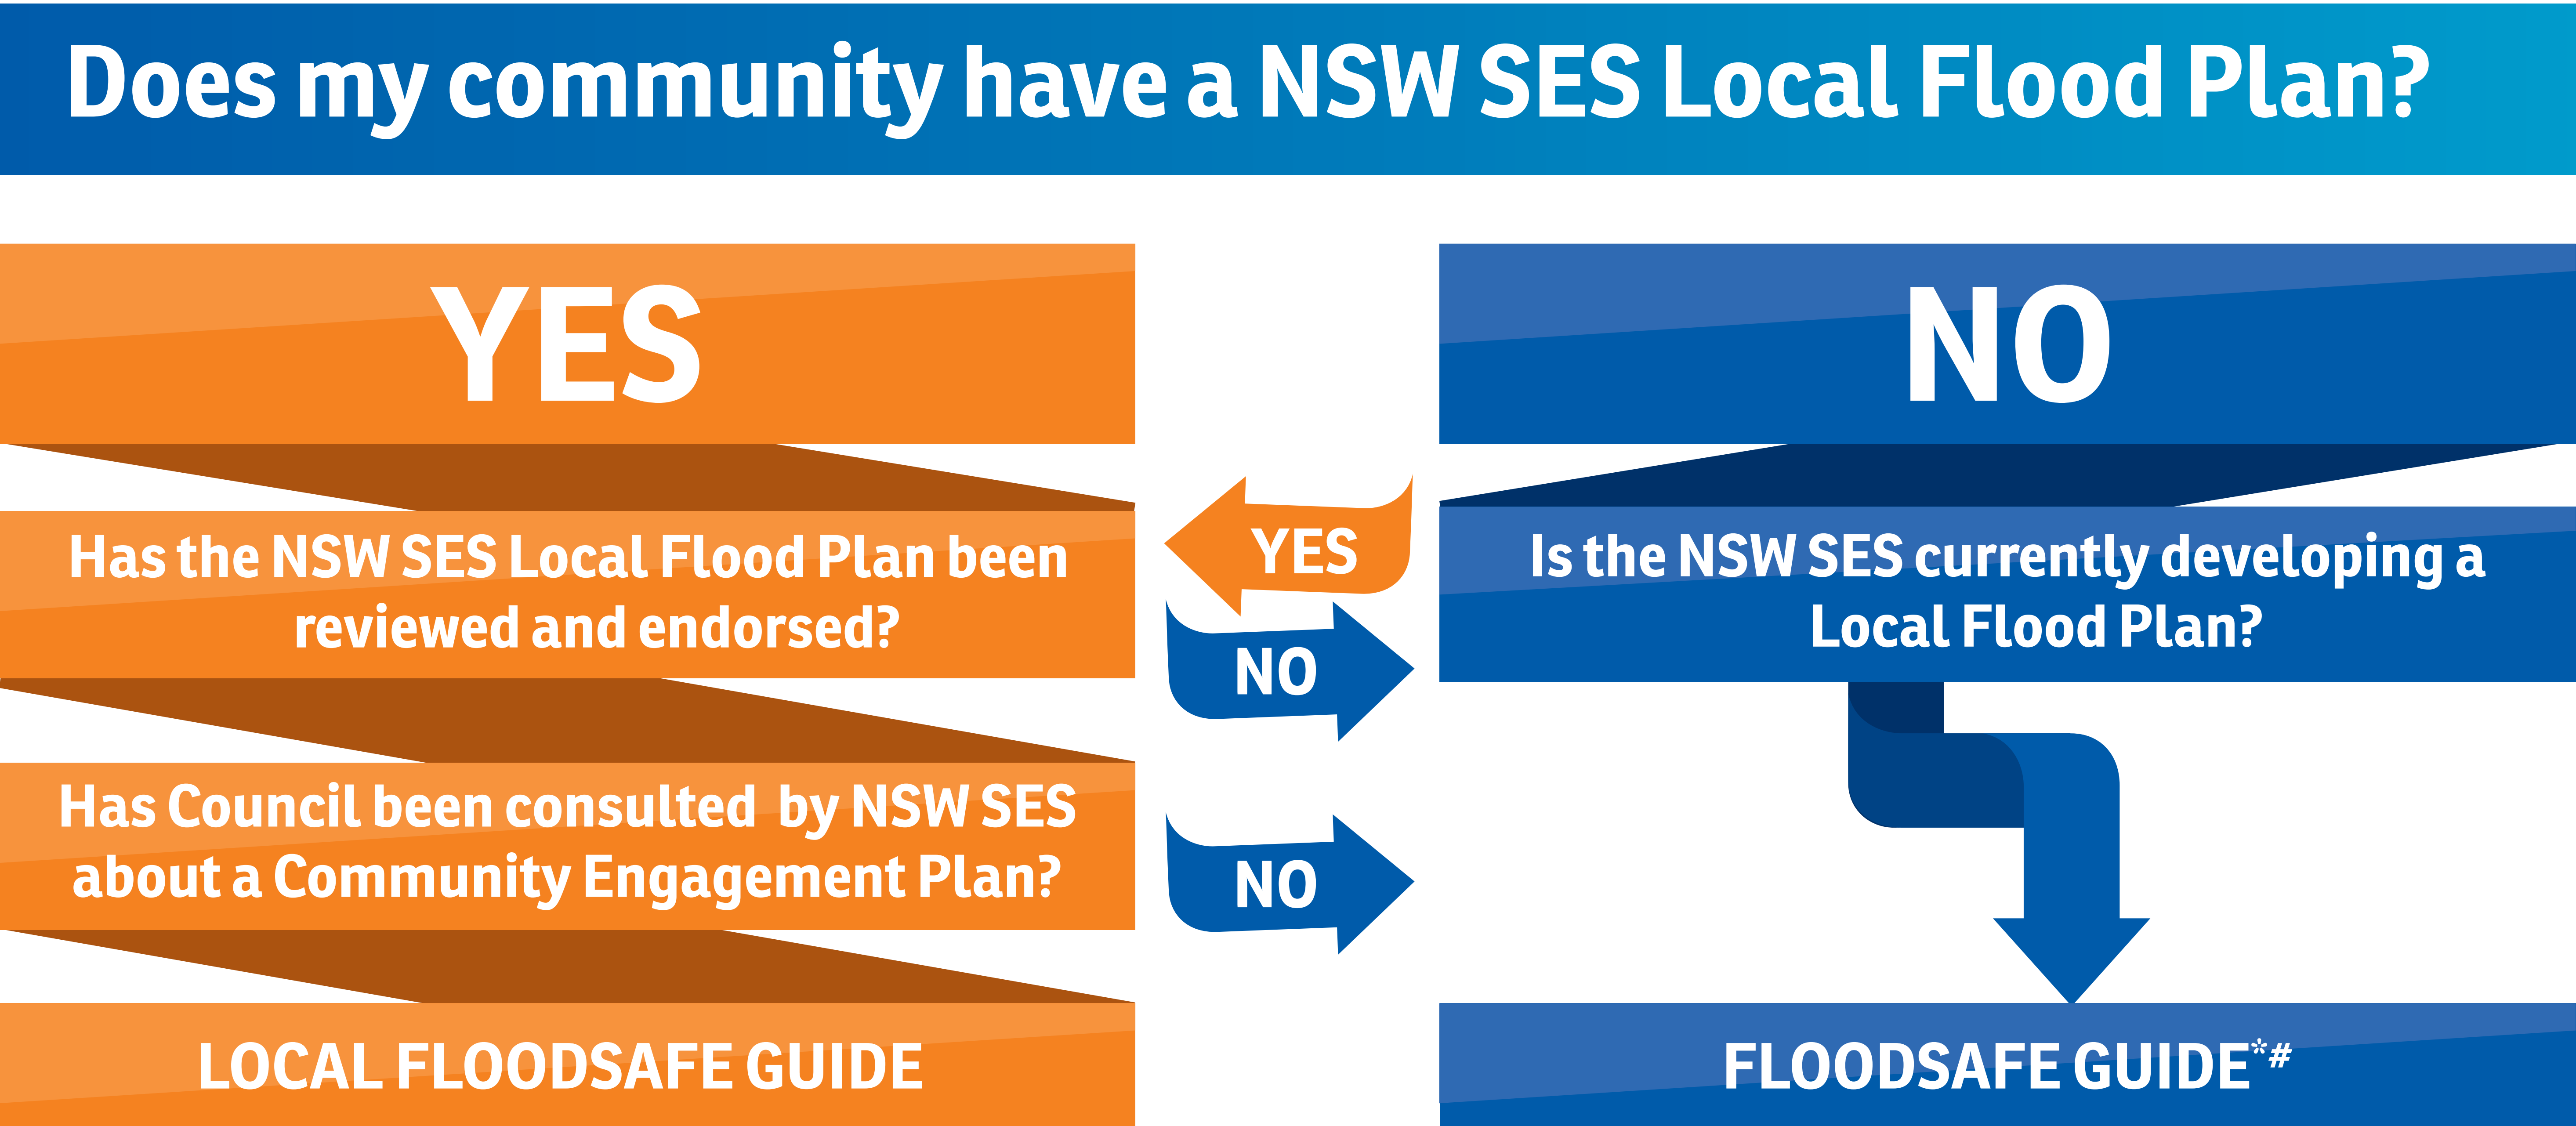 Does my community have a NSW SES Local Flood Plan?
YES
NO
Has the NSW SES Local Flood Plan been
reviewed and endorsed?
YES
NO
Is the NSW SES currently developing a
Local Flood Plan?
Has Council been consulted by NSW SES
about a Community Engagement Plan?
NO
LOCAL FLOODSAFE GUIDE
FLOODSAFE GUIDE*#